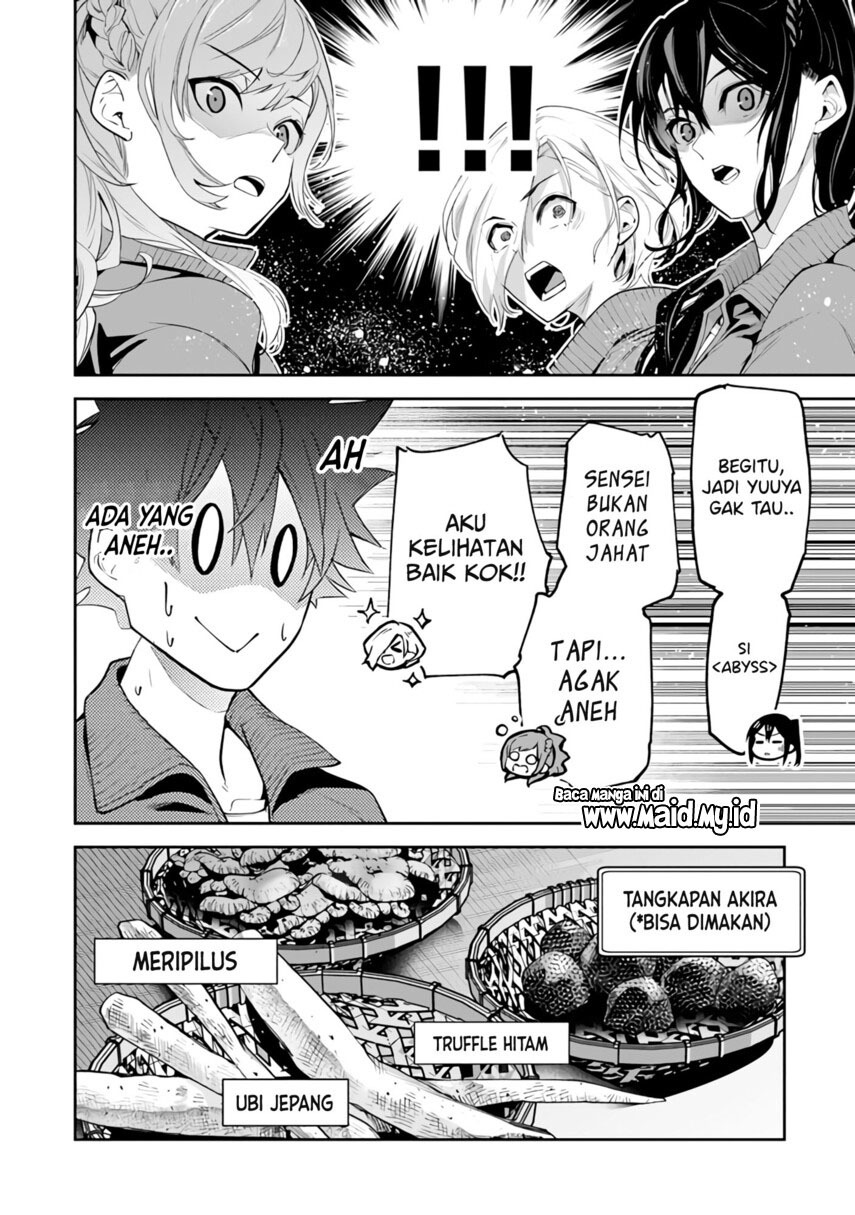 !!!
BEGITU,
JADI YUUYA
GAK TAU..
SI
<ABYSS>
SENSEI
BUKAN
ORANG
JAHAT
TAPI...
AGAK
ANEH
AKU
KELIHATAN
BAIK KOK!!
AH
ADA YANG
ANEH..
Baca Manga ini di
www.Maid.My.id
TANGKAPAN AKIRA
(*BISA DIMAKAN)
MERIPILUS
TRUFFLE HITAM
UBI JEPANG